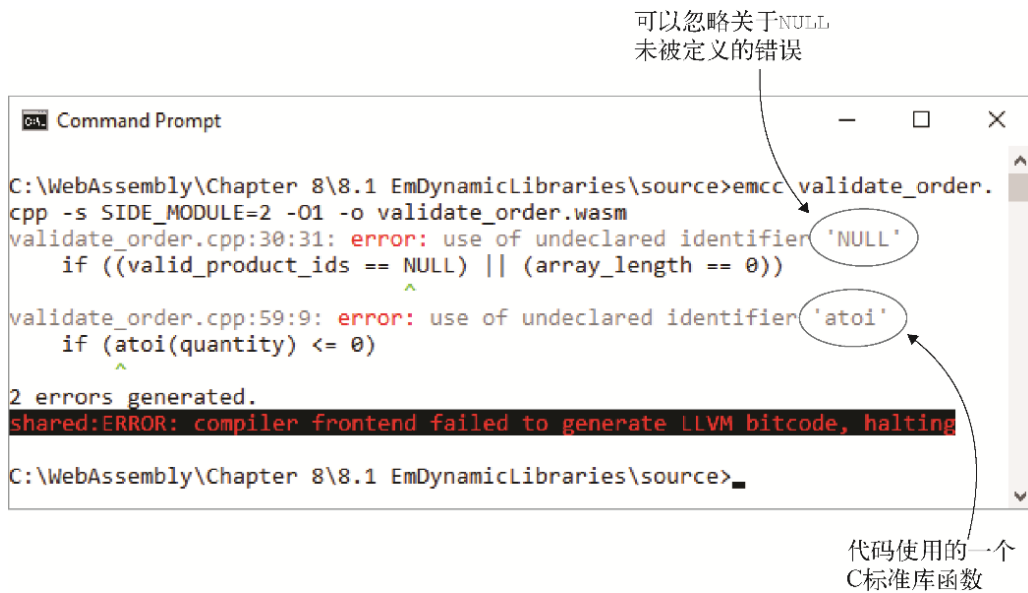 可以忽略关于NULL
未被定义的错误
Command Prompt
C:\WebAssembly\Chapter 8\8.1 EmDynamicLibraries\source>emcc validate_order.
cpp -s SIDE_MODULE=2 -O1 -o validate_order.wasm
validate_order.cpp:30:31: error: use of undeclared identifier 'NULL'
    if ((valid_product_ids == NULL) || (array_length == 0))
                              ^
validate_order.cpp:59:9: error: use of undeclared identifier 'atoi'
    if (atoi(quantity) <= 0)
        ^
2 errors generated.
shared:ERROR: compiler frontend failed to generate LLVM bitcode, halting
C:\WebAssembly\Chapter 8\8.1 EmDynamicLibraries\source>
代码使用的一个
C标准库函数